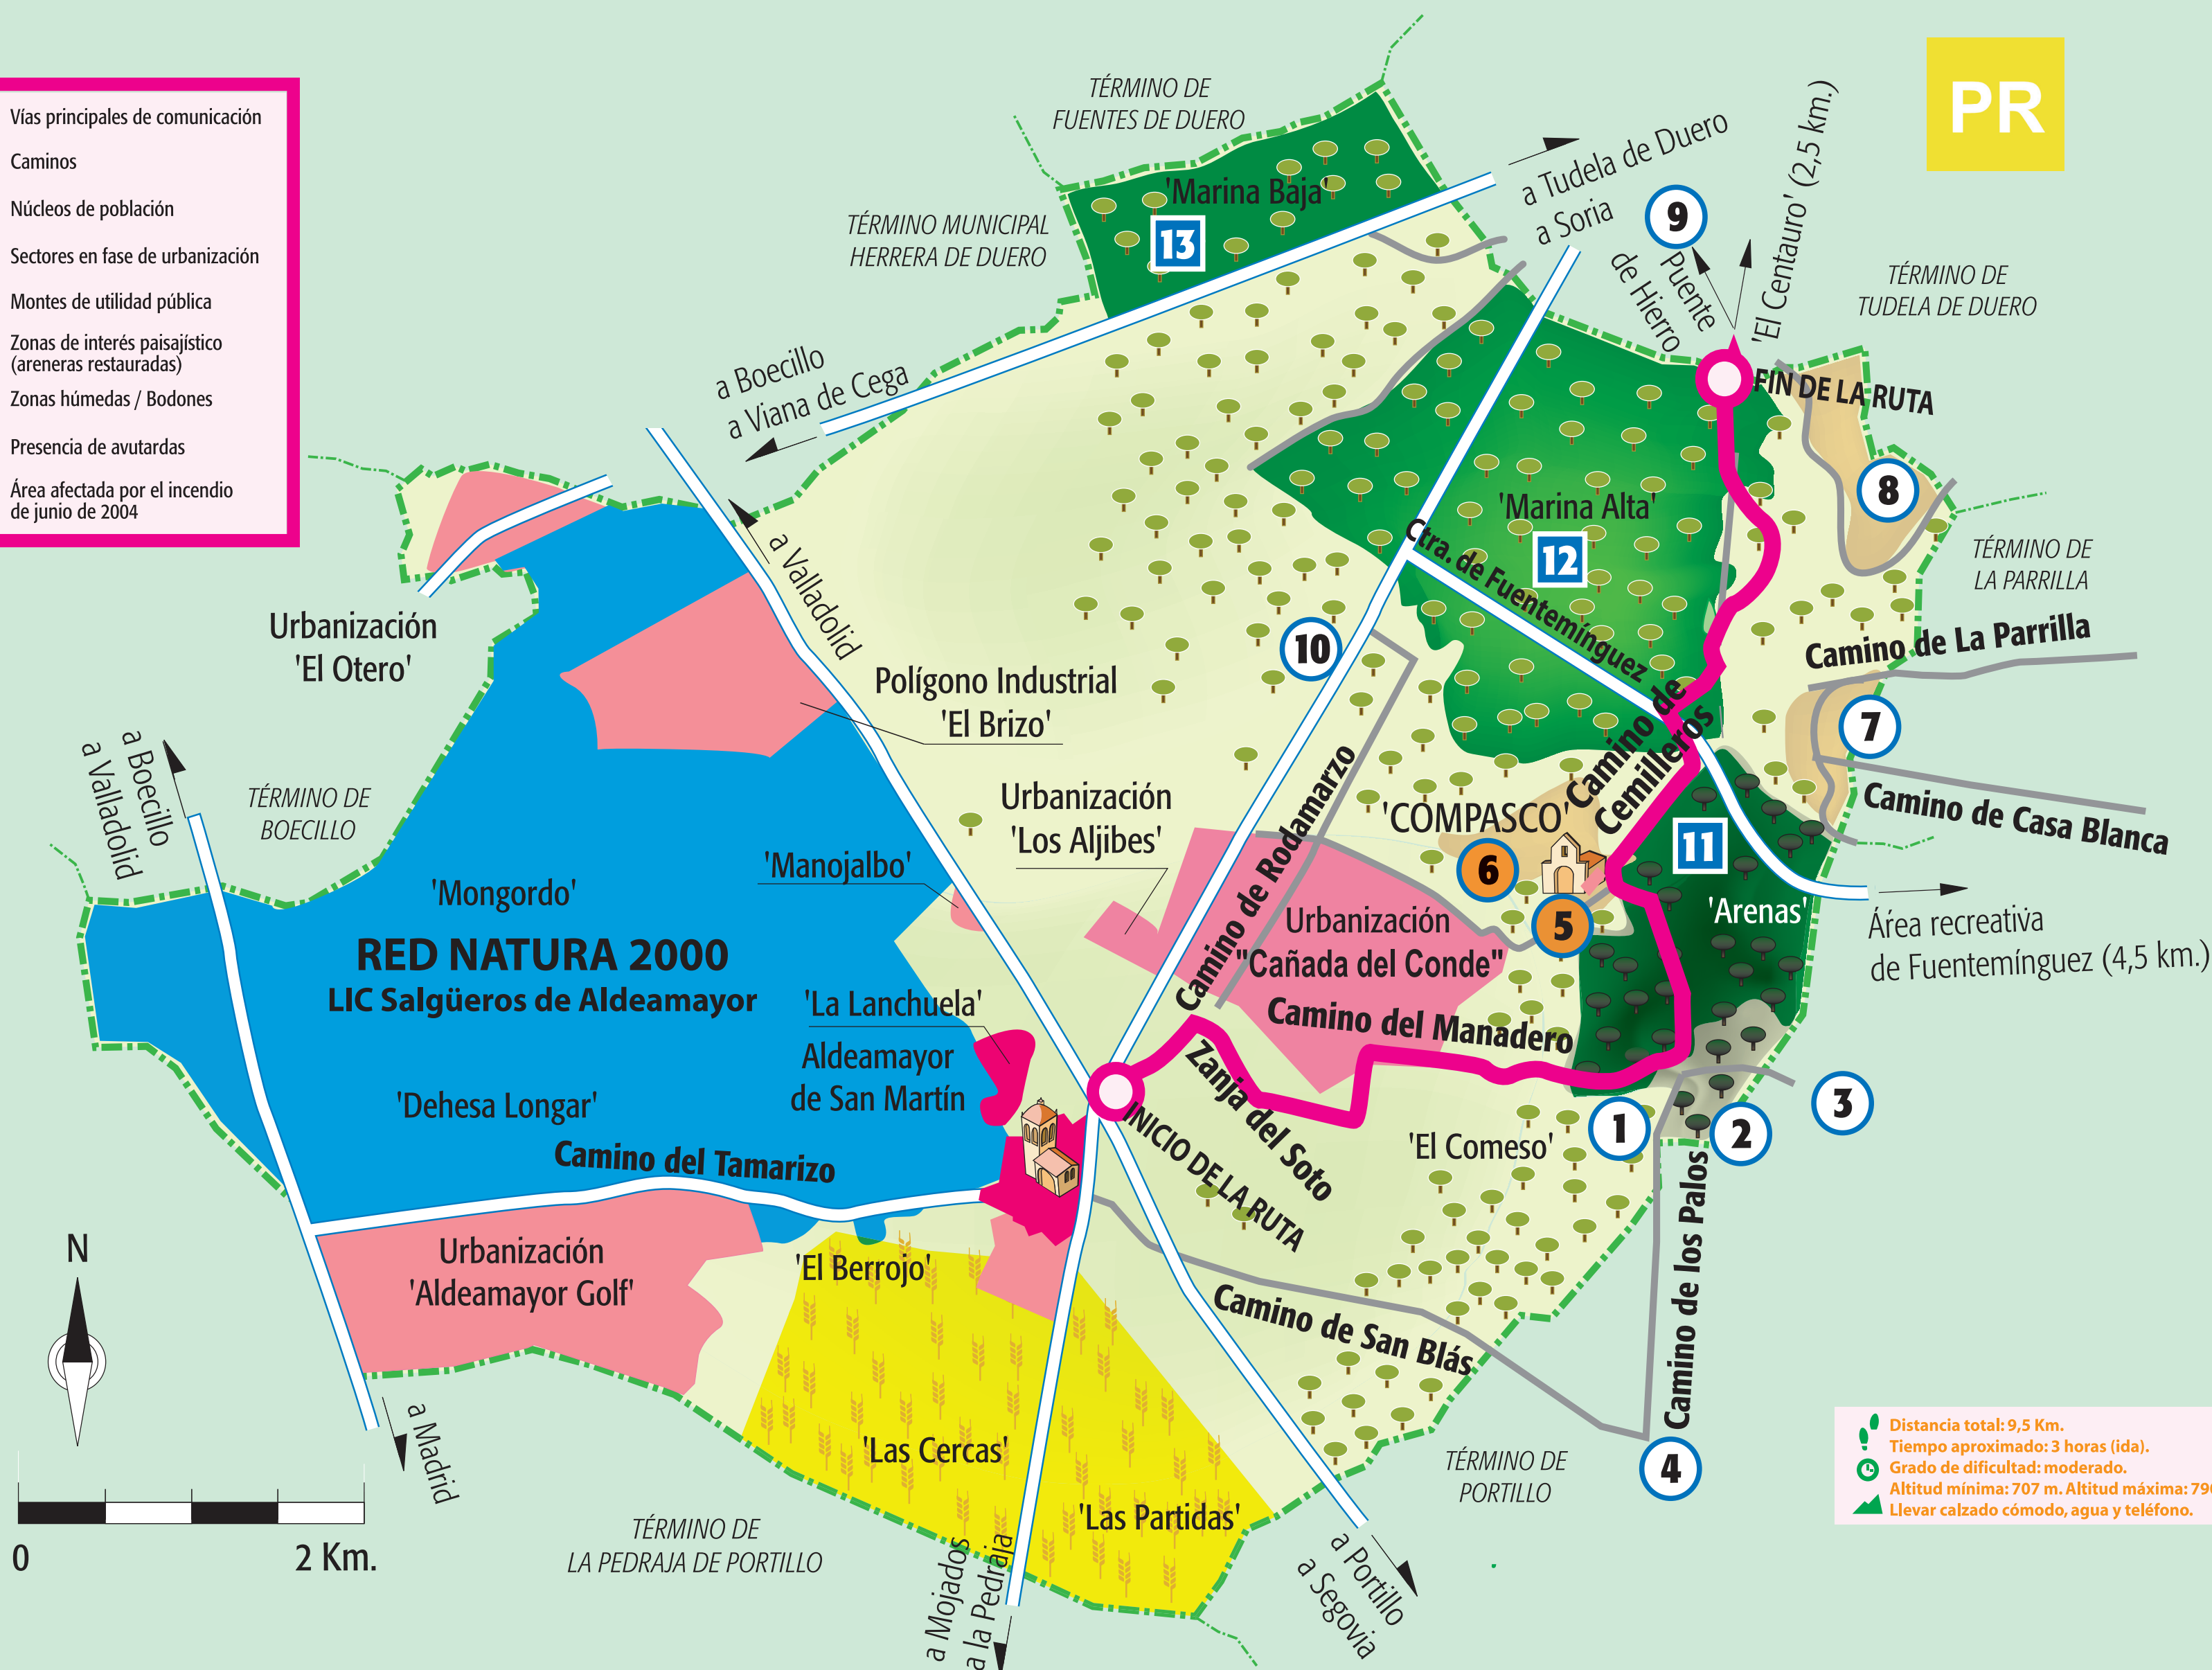 Vías principales de comunicación
Caminos
Núcleos de población
Sectores en fase de urbanización
Montes de utilidad pública
Zonas de interés paisajístico
(areneras restauradas)
Zonas húmedas / Bodones
Presencia de avutardas
Área afectada por el incendio
de junio de 2004
PR
TÉRMINO DE
FUENTES DE DUERO
'Marina Baja'
13
TÉRMINO MUNICIPAL
HERRERA DE DUERO
a Tudela de Duero
a Soria
9
Puente
de Hierro
'El Centauro' (2,5 km.)
TÉRMINO DE
TUDELA DE DUERO
FIN DE LA RUTA
8
a Boecillo
a Viana de Cega
'Marina Alta'
12
Ctra. de Fuentemínguez
TÉRMINO DE
LA PARRILLA
a Valladolid
Urbanización
'El Otero'
10
Camino de La Parrilla
7
Polígono Industrial
'El Brizo'
Camino de
Cemilleros
Camino de Casa Blanca
a Boecillo
a Valladolid
TÉRMINO DE
BOECILLO
Urbanización
'Los Aljibes'
Camino de Rodamarzo
'COMPASCO'
6
5
11
'Arenas'
'Manojalbo'
'Mongordo'
RED NATURA 2000
LIC Salgüeros de Aldeamayor
Urbanización
"Cañada del Conde"
Área recreativa
de Fuentemínguez (4,5 km.)
'La Lanchuela'
Camino del Manadero
Aldeamayor
de San Martín
Zanja del Soto
'Dehesa Longar'
INICIO DE LA RUTA
'El Comeso'
1
2
3
Camino del Tamarizo
Camino de los Palos
Urbanización
'Aldeamayor Golf'
'El Berrojo'
Camino de San Blás
N
a Madrid
'Las Cercas'
'Las Partidas'
TÉRMINO DE
PORTILLO
4
0
2 Km.
TÉRMINO DE
LA PEDRAJA DE PORTILLO
a Mojados
a la Pedraja
a Portillo
a Segovia
Distancia total: 9,5 Km.
Tiempo aproximado: 3 horas (ida).
Grado de dificultad: moderado.
Altitud mínima: 707 m. Altitud máxima:
Llevar calzado cómodo, agua y teléfono.